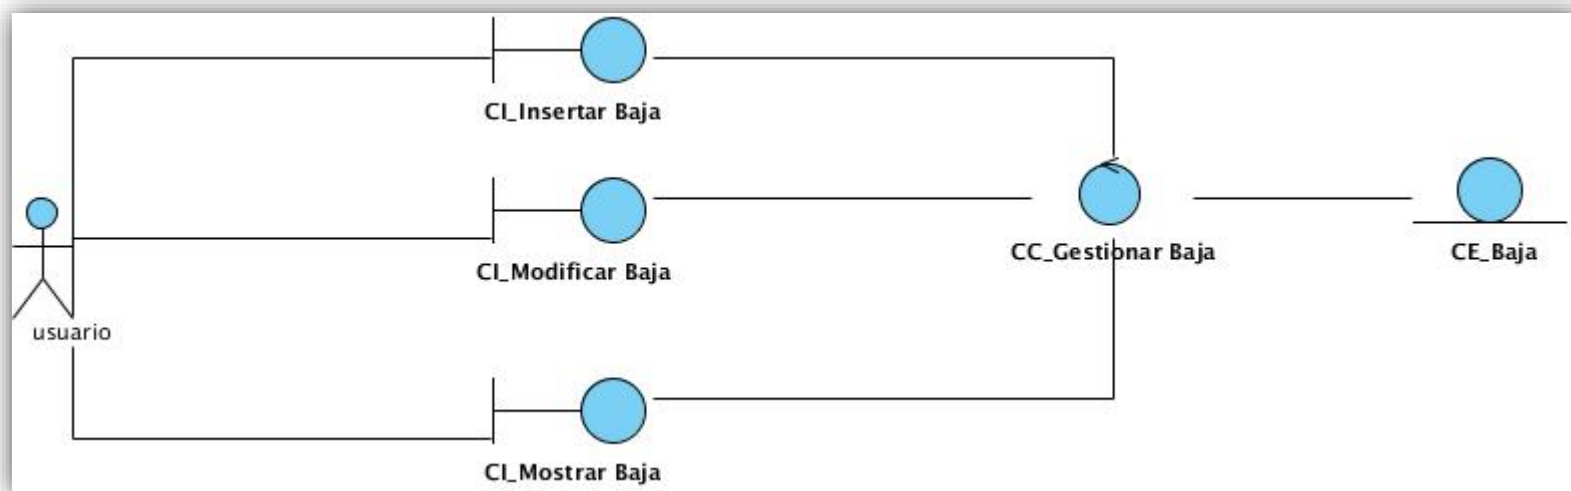 CI_Insertar Baja
CI_Modificar Baja
CC_Gestionar Baja
CE_Baja
usuario
CI_Mostrar Baja